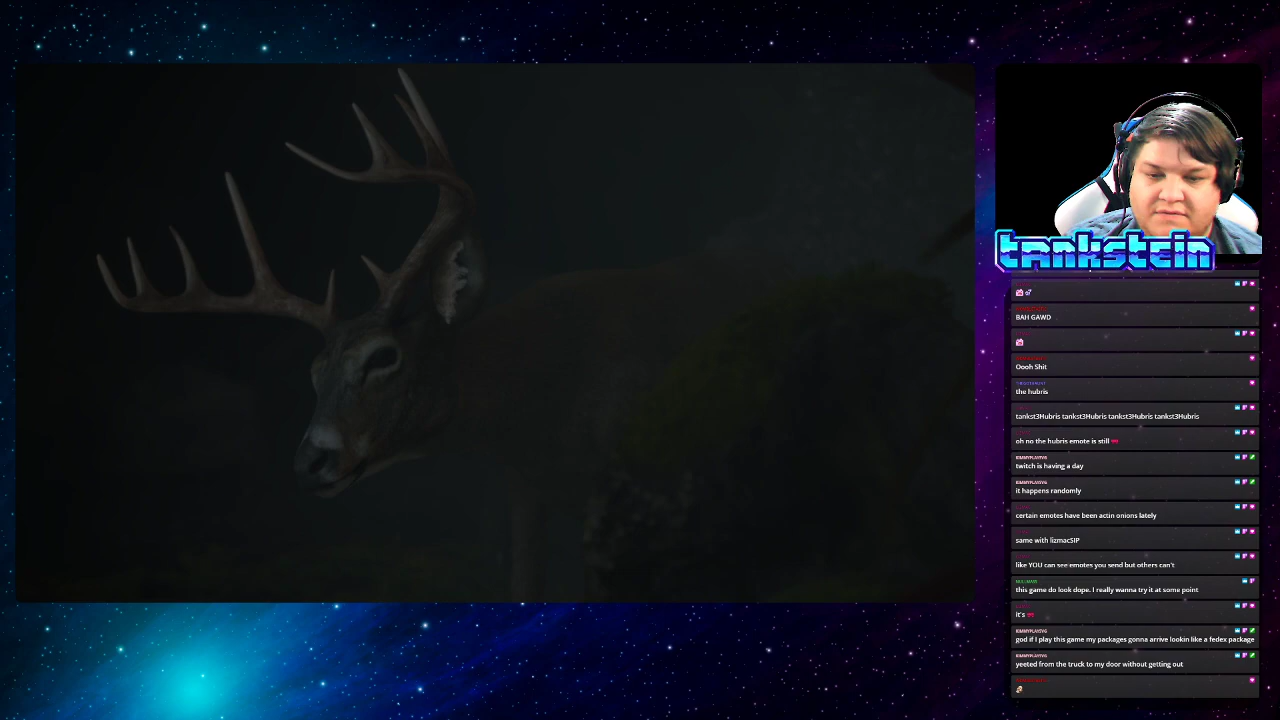 tankstein
BAH GAWD
Oooh Shit
the hubris
tankst3Hubris tankst3Hubris tankst3Hubris tankst3Hubris
oh no the hubris emote is still
KIMMYPLAYSVG
twitch is having a day
KIMMYPLAYSVG
it happens randomly
certain emotes have been actin onions lately
same with lizmacSIP
like YOU can see emotes you send but others can't
this game do look dope. I really wanna try it at some point
it's
KIMMYPLAYSVG
god if I play this game my packages gonna arrive lookin like a fedex package
KIMMYPLAYSVG
yeeted from the truck to my door without getting out